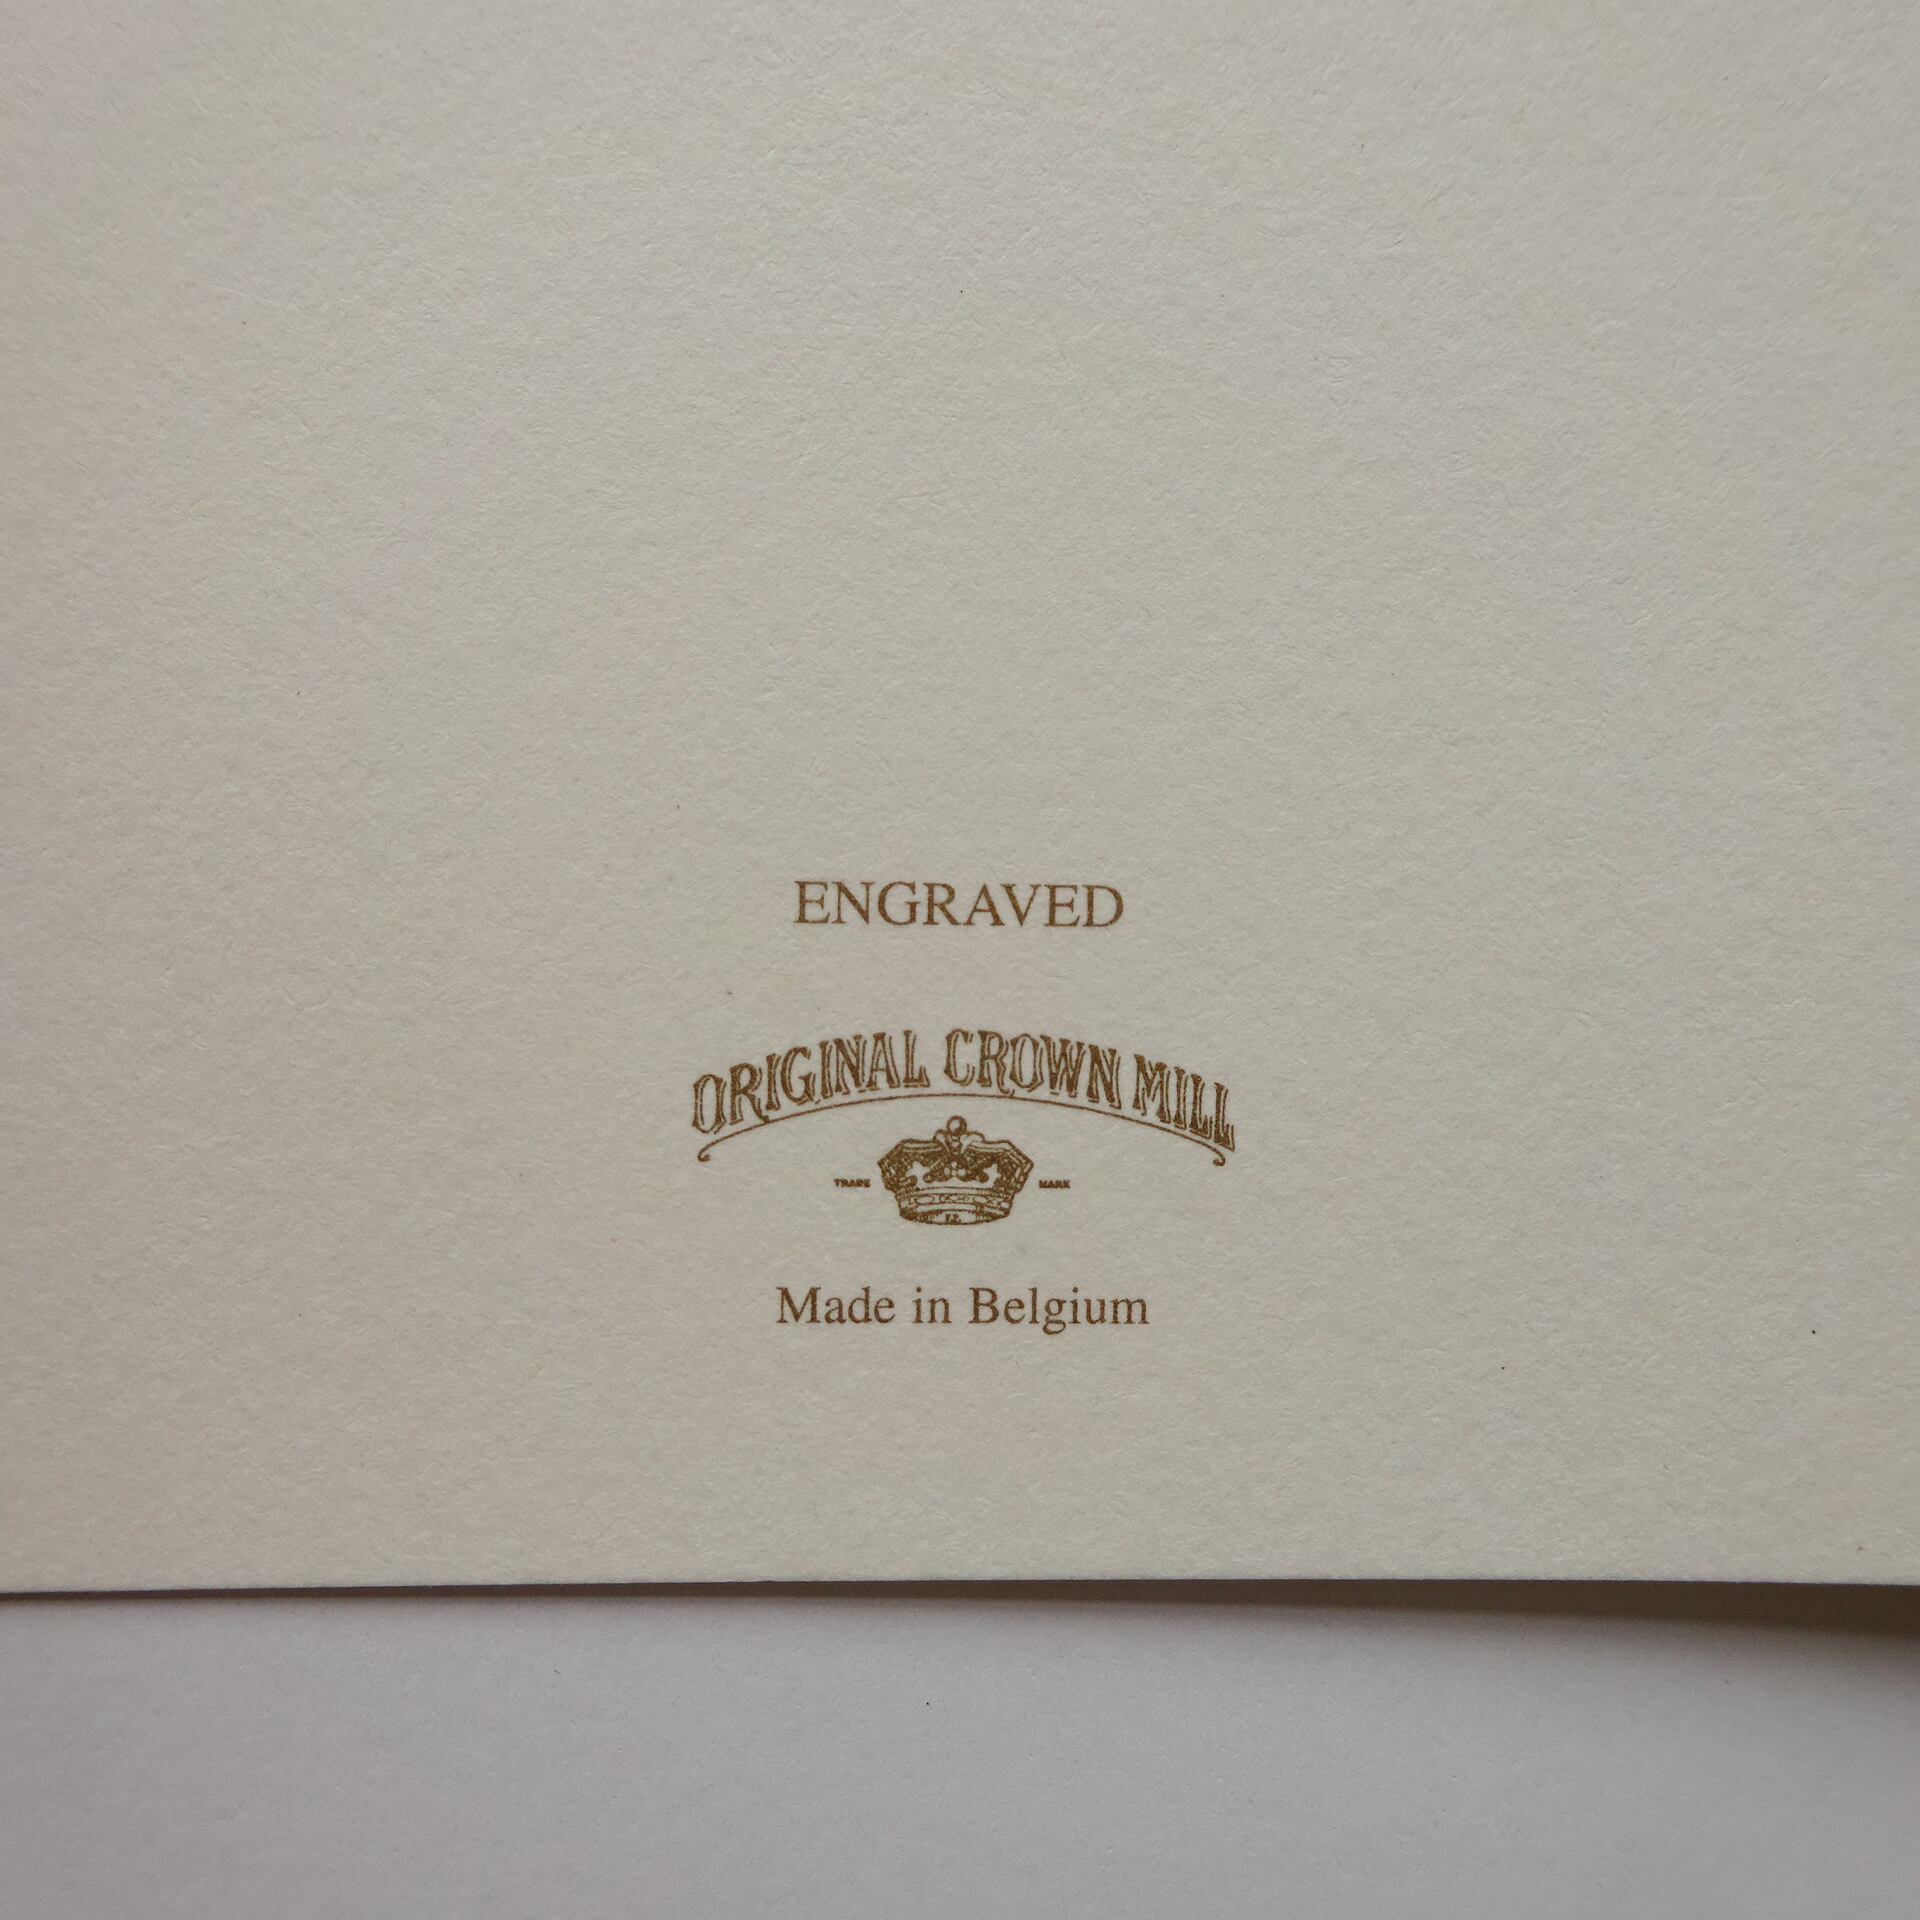 ENGRAVED
ORIGINAL CROWN MILL
TRADE MARK
Made in Belgium